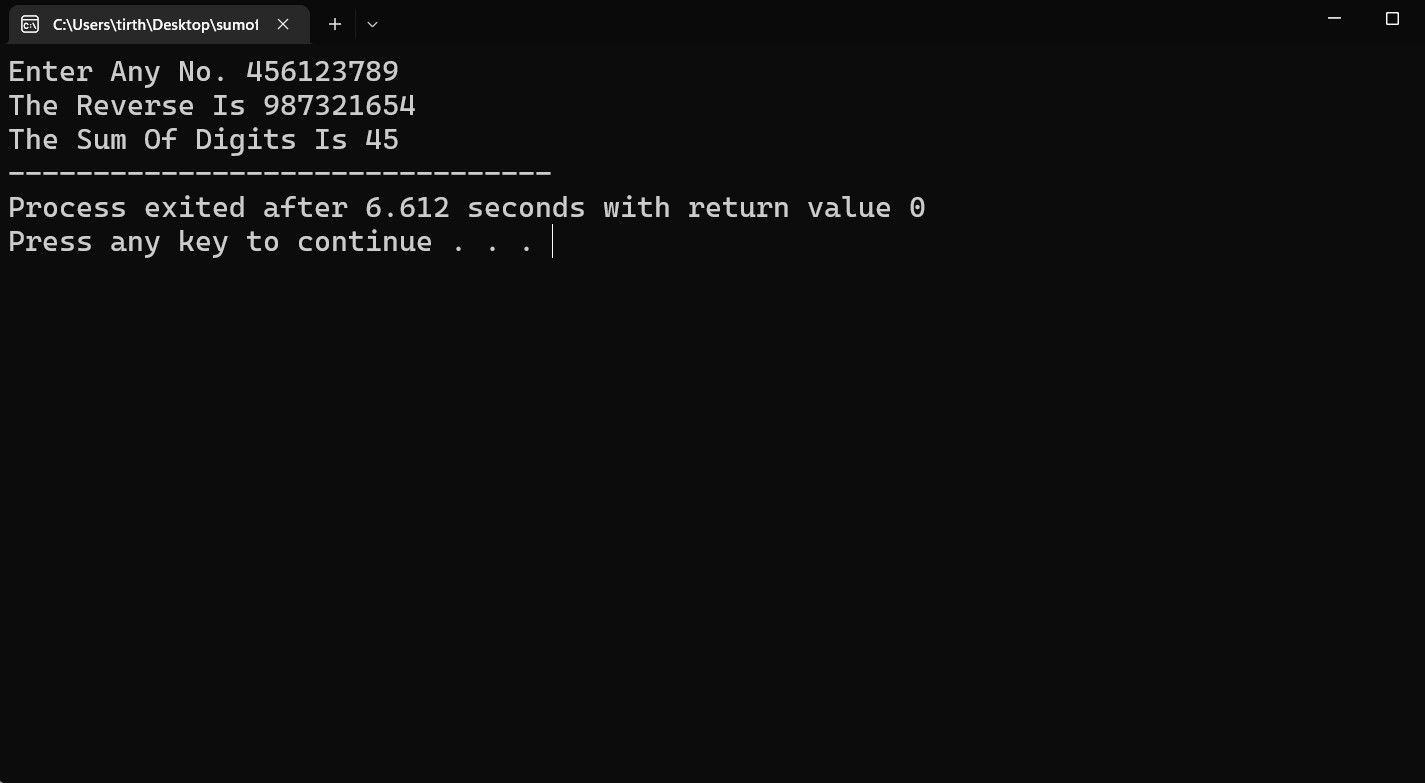 C:\Users\tirth\Desktop\sumof
Enter Any No. 456123789
The Reverse Is 987321654
The Sum Of Digits Is 45
--------------------------------
Process exited after 6.612 seconds with return value 0
Press any key to continue . . .